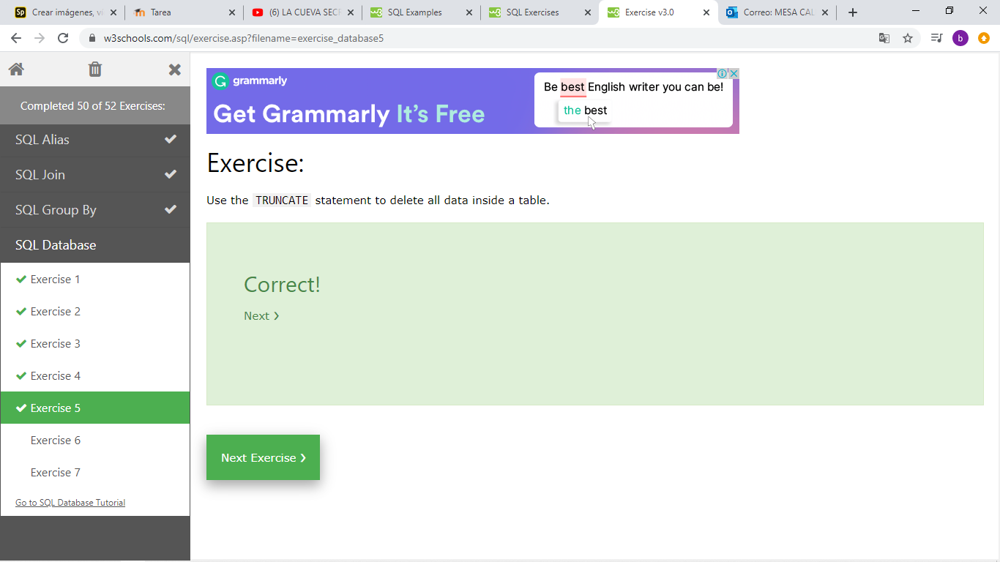 Crear imágenes, ví
Tarea
(6) LA CUEVA SECR
SQL Examples
SQL Exercises
Exercise v3.0
Correo: MESA CAL
w3schools.com/sql/exercise.asp?filename=exercise_database5
b
Completed 50 of 52 Exercises:
SQL Alias
SQL Join
SQL Group By
SQL Database
Exercise 1
Exercise 2
Exercise 3
Exercise 4
Exercise 5
Exercise 6
Exercise 7
Go to SQL Database Tutorial
grammarly
Get Grammarly It's Free
Be best English writer you can be!
the best
Exercise:
Use the TRUNCATE statement to delete all data inside a table.
Correct!
Next ❯
Next Exercise ❯